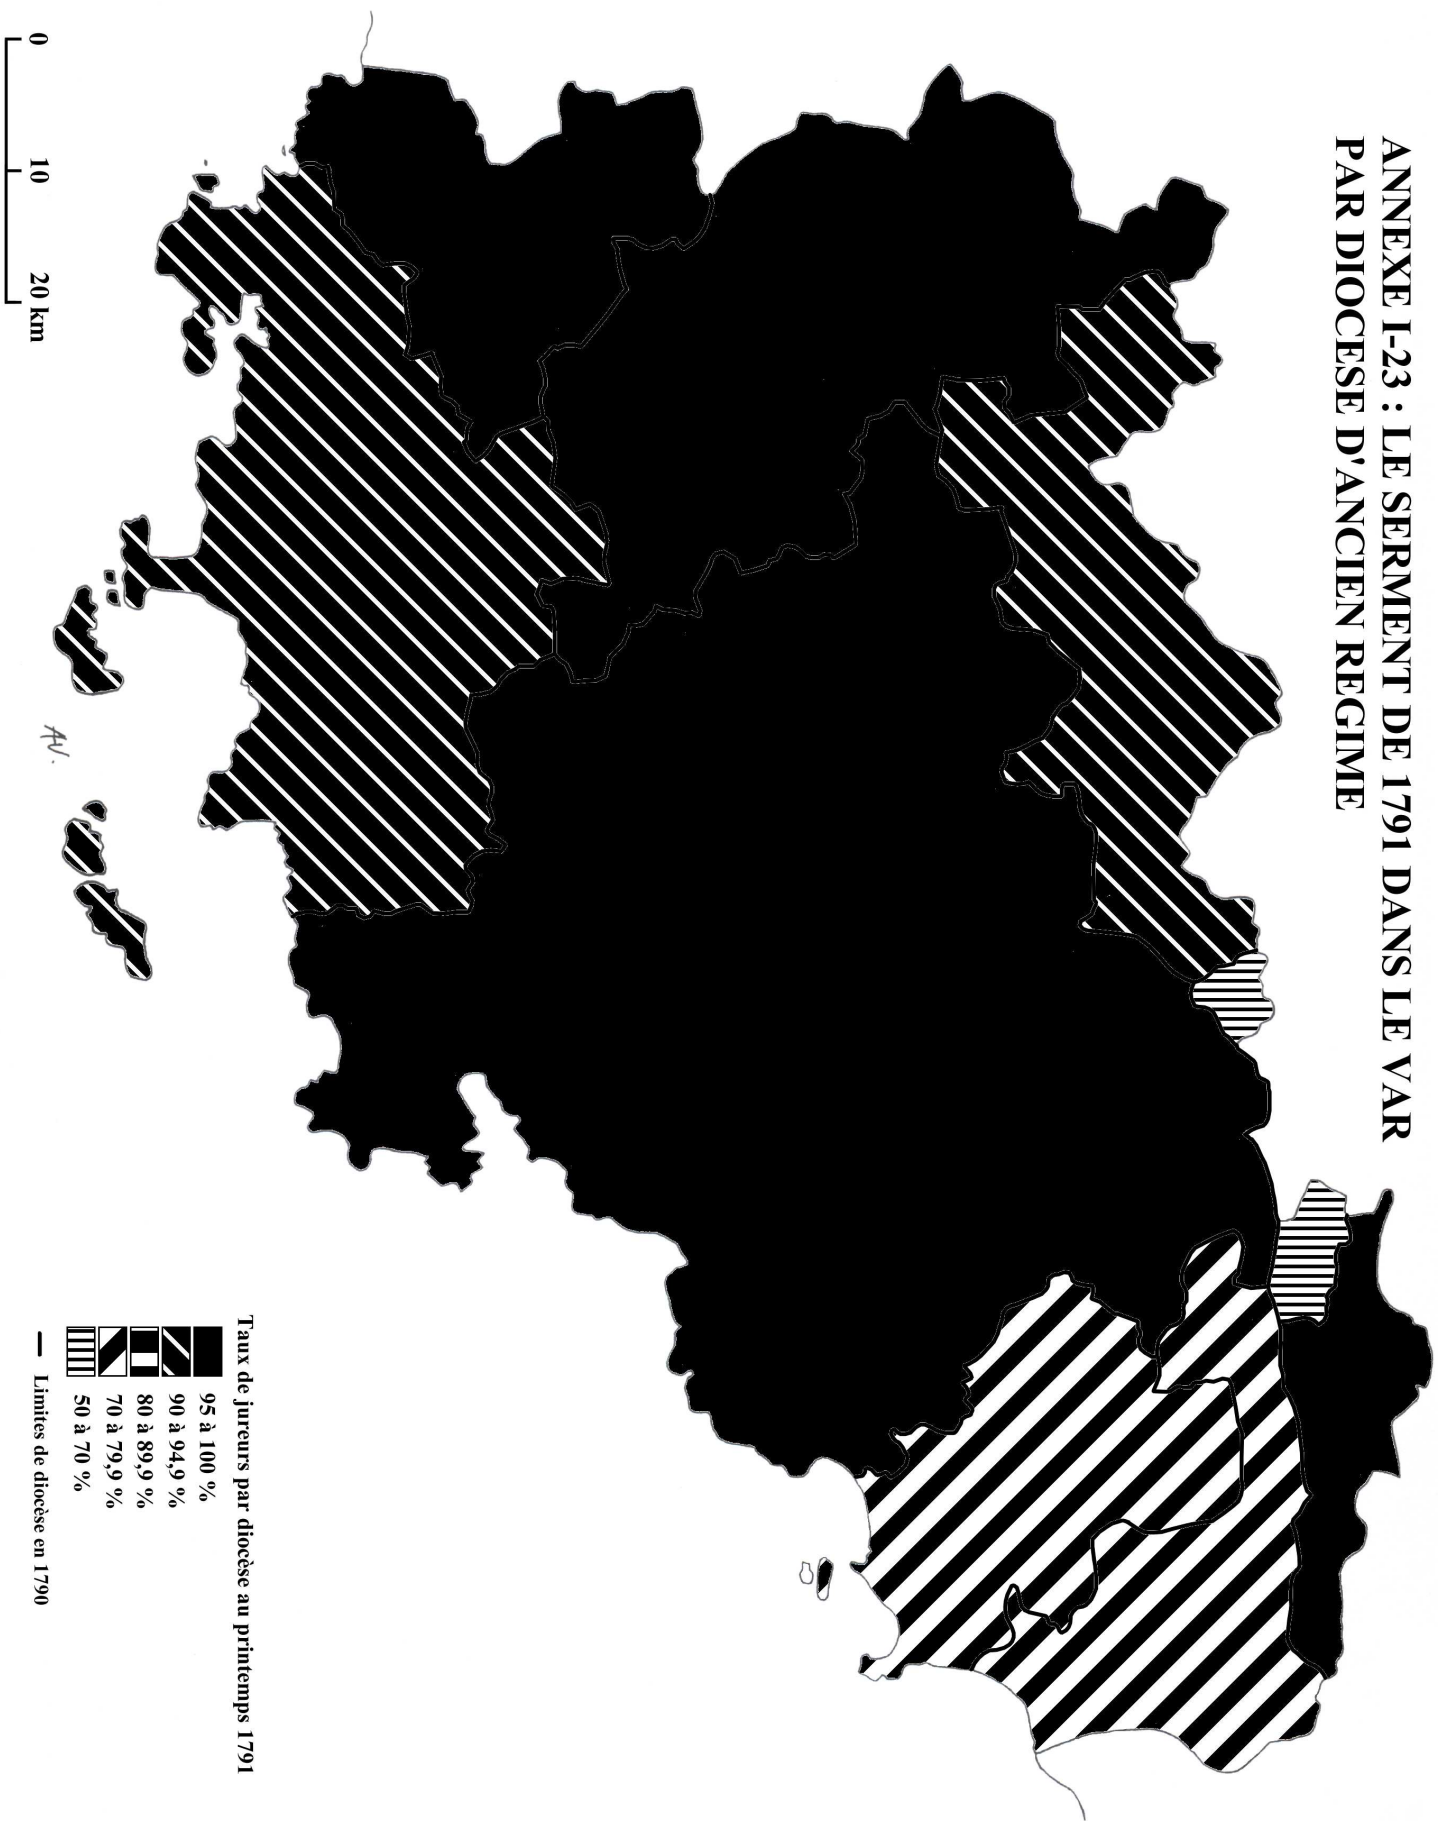 ANNEXE I-23 : LE SERMENT DE 1791 DANS LE VAR
PAR DIOCESE D'ANCIEN REGIME
Taux de jureurs par diocèse au printemps 1791
95 à 100 %
90 à 94,9 %
80 à 89,9 %
70 à 79,9 %
50 à 70 %
Limites de diocèse en 1790
AV.
0 10 20 km